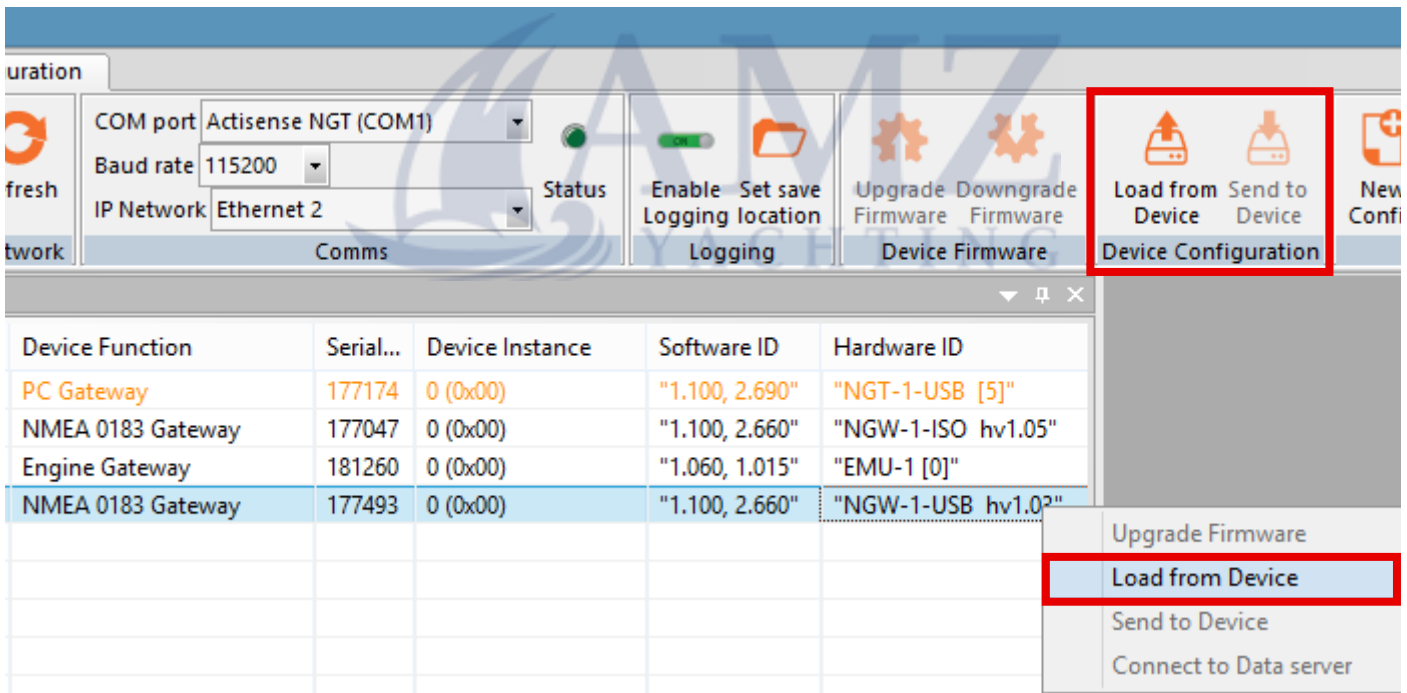 AMZ
YACHTING
uration
fresh
twork
COM port Actisense NGT (COM1)
Baud rate 115200
IP Network Ethernet 2
Status
Comms
ON
Enable Logging
Set save location
Logging
Upgrade Firmware
Downgrade Firmware
Device Firmware
Load from Device
Send to Device
Device Configuration
New
Confi
Device Function Serial... Device Instance Software ID Hardware ID
PC Gateway 177174 0 (0x00) "1.100, 2.690" "NGT-1-USB [5]"
NMEA 0183 Gateway 177047 0 (0x00) "1.100, 2.660" "NGW-1-ISO hv1.05"
Engine Gateway 181260 0 (0x00) "1.060, 1.015" "EMU-1 [0]"
NMEA 0183 Gateway 177493 0 (0x00) "1.100, 2.660" "NGW-1-USB
Upgrade Firmware
Load from Device
Send to Device
Connect to Data server